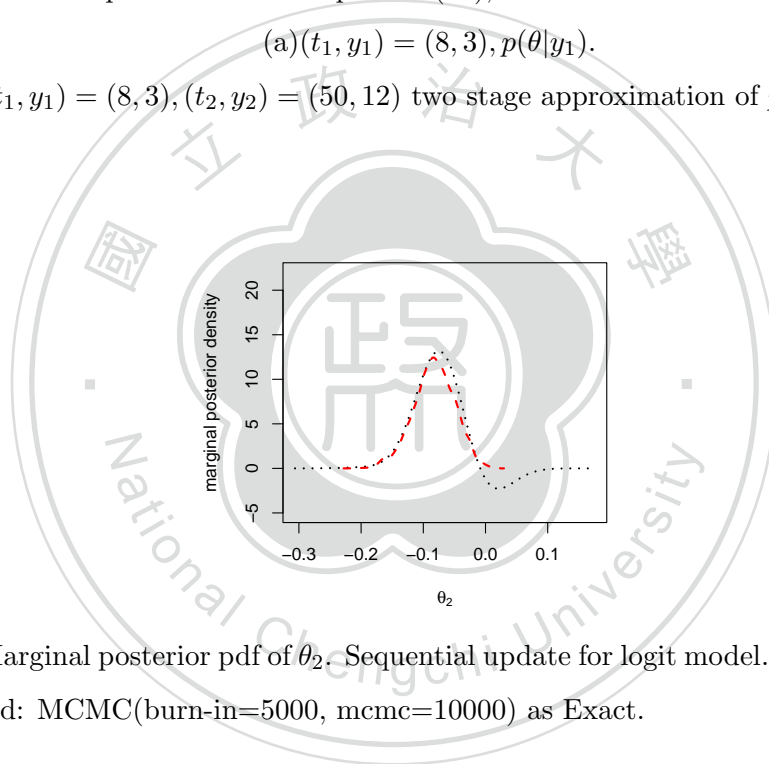 (a)(t₁, y₁) = (8, 3), p(θ|y₁).
t₁, y₁) = (8, 3), (t₂, y₂) = (50, 12) two stage approximation of
國立政治大學
marginal posterior density
20
15
10
5
0
−5
−0.3 −0.2 −0.1 0.0 0.1
θ₂
National Chengchi University
Marginal posterior pdf of θ₂. Sequential update for logit model.
d: MCMC(burn-in=5000, mcmc=10000) as Exact.